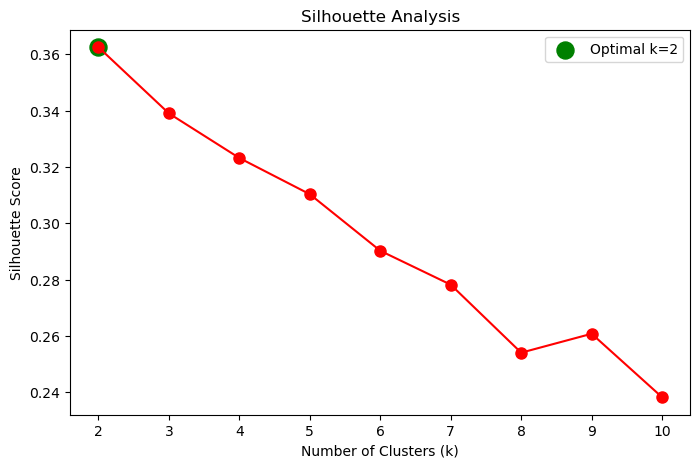 Silhouette Analysis
Optimal k=2
Silhouette Score
0.36
0.34
0.32
0.30
0.28
0.26
0.24
2 3 4 5 6 7 8 9 10
Number of Clusters (k)